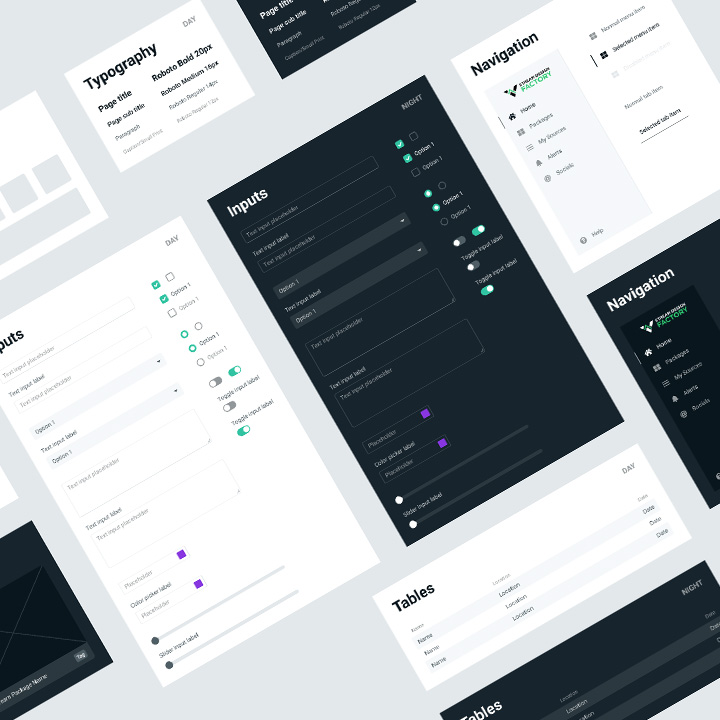 Typography
DAY
Page title
Roboto Bold 20px
Page sub title
Roboto Medium 16px
Paragraph
Roboto Regular 14px
Caption/Small Print
Roboto Regular 12px
Page title
Page sub title
Paragraph
Caption/Small Print
Roboto Regular 12px
Inputs
NIGHT
Text input placeholder
Text input label
Text input placeholder
Option 1
Text input label
Option 1
Text input placeholder
Text input label
Text input placeholder
Placeholder
Color picker label
Placeholder
Slider input label
Option 1
Option 1
Option 1
Option 1
Toggle input label
Toggle input label
Navigation
STREAM DESIGN
FACTORY
Home
Packages
My Sources
Alerts
Socials
Help
Normal menu item
Selected menu item
Normal tab item
Selected tab item
Navigation
STREAM DESIGN
FACTORY
Home
Packages
My Sources
Alerts
Socials
puts
DAY
Text input placeholder
Text input label
Text input placeholder
Option 1
Text input label
Option 1
Text input placeholder
Text input label
Text input placeholder
Placeholder
Color picker label
Placeholder
Slider input label
Option 1
Option 1
Option 1
Option 1
Toggle input label
Toggle input label
Tables
DAY
Name
Location
Date
Name
Location
Date
Name
Location
Date
Name
Location
Date
Tables
NIGHT
Location
Location
Location
Package Name
Tag